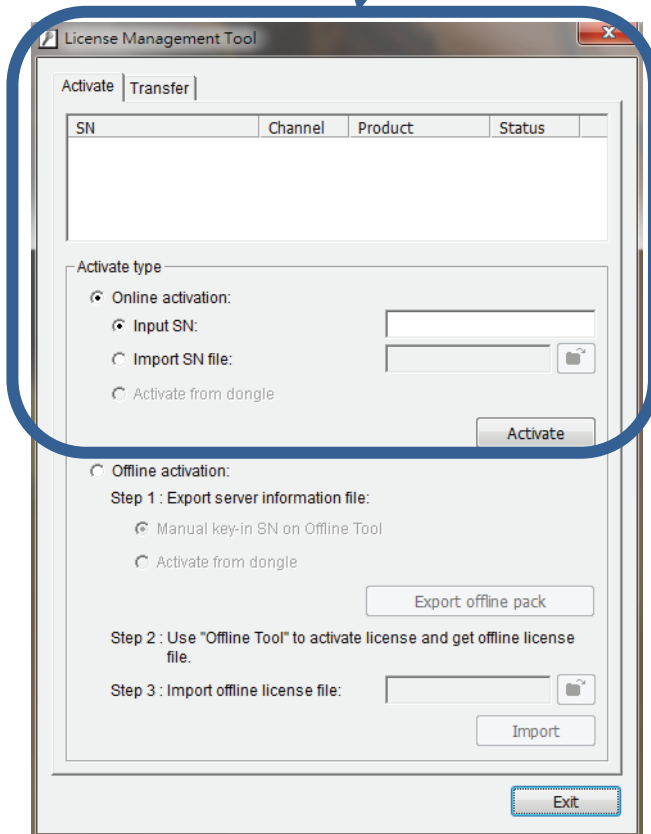 License Management Tool
Activate Transfer
SN Channel Product Status
Activate type
Online activation:
Input SN:
Import SN file:
Activate from dongle
Activate
Offline activation:
Step 1 : Export server information file:
Manual key-in SN on Offline Tool
Activate from dongle
Export offline pack
Step 2 : Use "Offline Tool" to activate license and get offline license
file.
Step 3 : Import offline license file:
Import
Exit